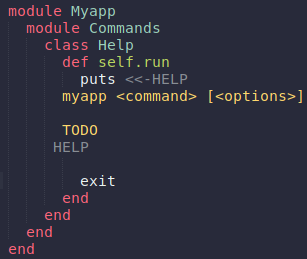 module Myapp
  module Commands
    class Help
      def self.run
        puts <<-HELP
      myapp <command> [<options>]

      TODO
     HELP

        exit
      end
    end
  end
end